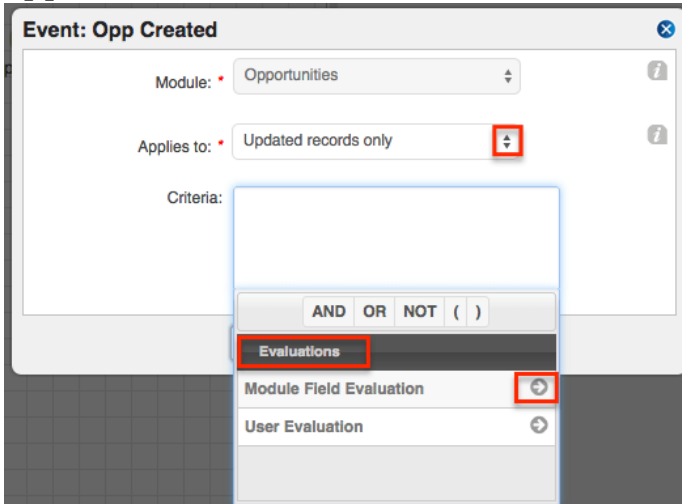 Event: Opp Created
Module: * Opportunities
Applies to: * Updated records only
Criteria:
AND OR NOT ( )
Evaluations
Module Field Evaluation
User Evaluation